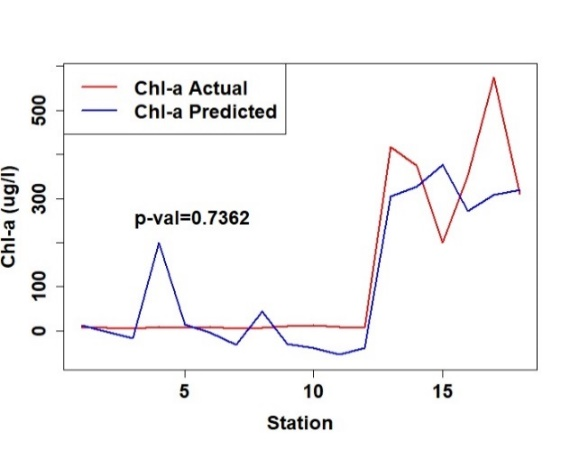 Chl-a Actual
Chl-a Predicted
p-val=0.7362
Chl-a (ug/l)
500
300
100
0
5
10
15
Station